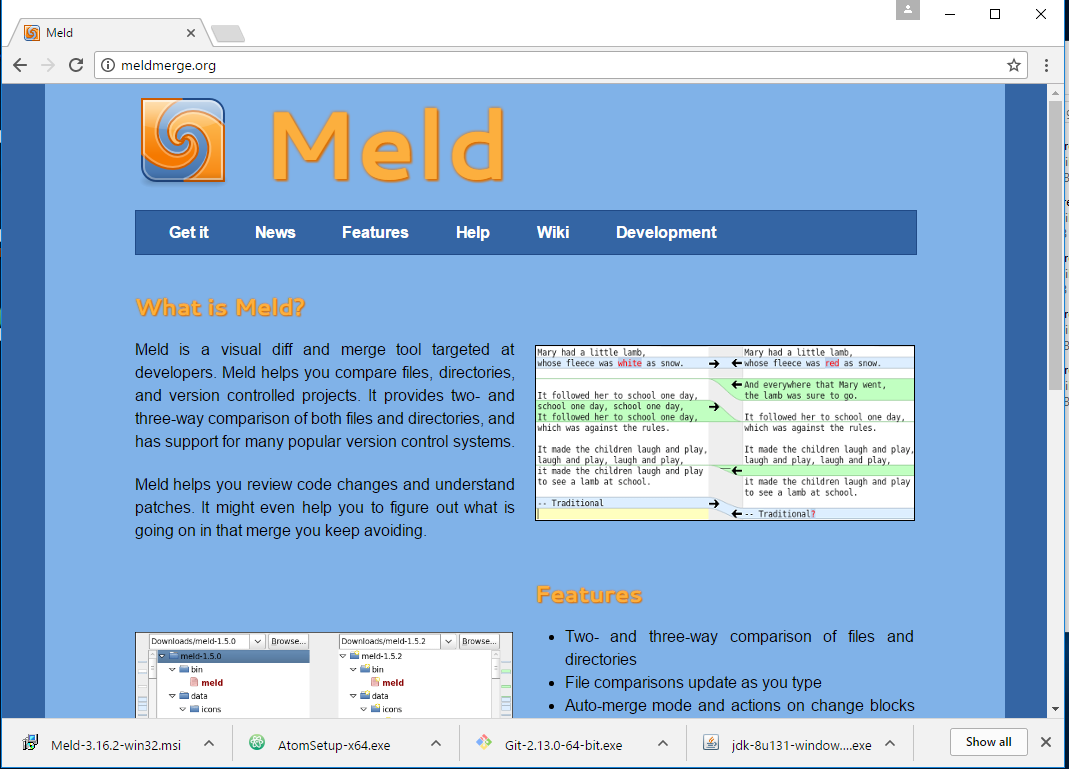 Meld
meldmerge.org
Meld
Get it News Features Help Wiki Development
What is Meld?
Meld is a visual diff and merge tool targeted at
developers. Meld helps you compare files, directories,
and version controlled projects. It provides two- and
three-way comparison of both files and directories, and
has support for many popular version control systems.
Meld helps you review code changes and understand
patches. It might even help you to figure out what is
going on in that merge you keep avoiding.
Mary had a little lamb,
whose fleece was white as snow.
It followed her to school one day,
school one day, school one day,
It followed her to school one day,
which was against the rules.
It made the children laugh and play,
laugh and play, laugh and play,
it made the children laugh and play
to see a lamb at school.
-- Traditional
Mary had a little lamb,
whose fleece was red as snow.
And everywhere that Mary went,
the lamb was sure to go.
It followed her to school one day,
which was against the rules.
It made the children laugh and play,
laugh and play, laugh and play,
it made the children laugh and play
to see a lamb at school.
-- Traditional?
Downloads/meld-1.5.0 Browse...
meld-1.5.0
bin
meld
data
icons
Downloads/meld-1.5.2 Browse...
meld-1.5.2
bin
meld
data
icons
Features
• Two- and three-way comparison of files and
directories
• File comparisons update as you type
• Auto-merge mode and actions on change blocks
Meld-3.16.2-win32.msi AtomSetup-x64.exe Git-2.13.0-64-bit.exe jdk-8u131-window....exe Show all